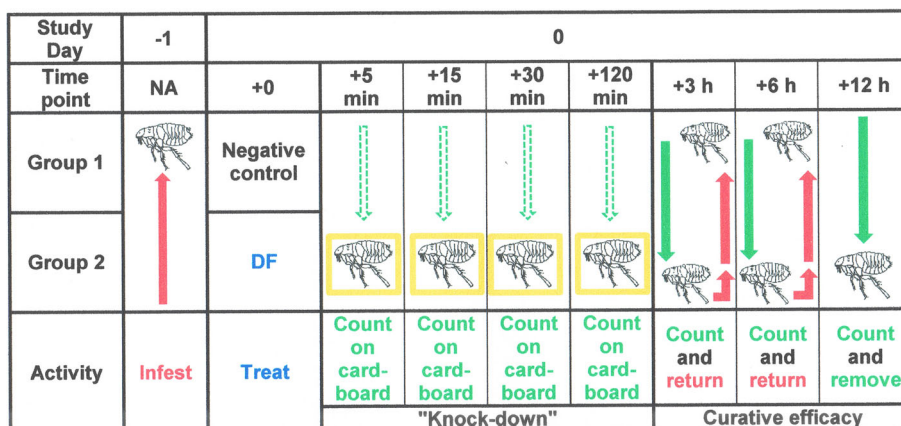 Study Day -1 0
Time point NA +0 +5 min +15 min +30 min +120 min +3 h +6 h +12 h
Group 1 Negative control
Group 2 DF
Activity Infest Treat Count on card-board Count on card-board Count on card-board Count on card-board Count and return Count and return Count and remove
"Knock-down" Curative efficacy